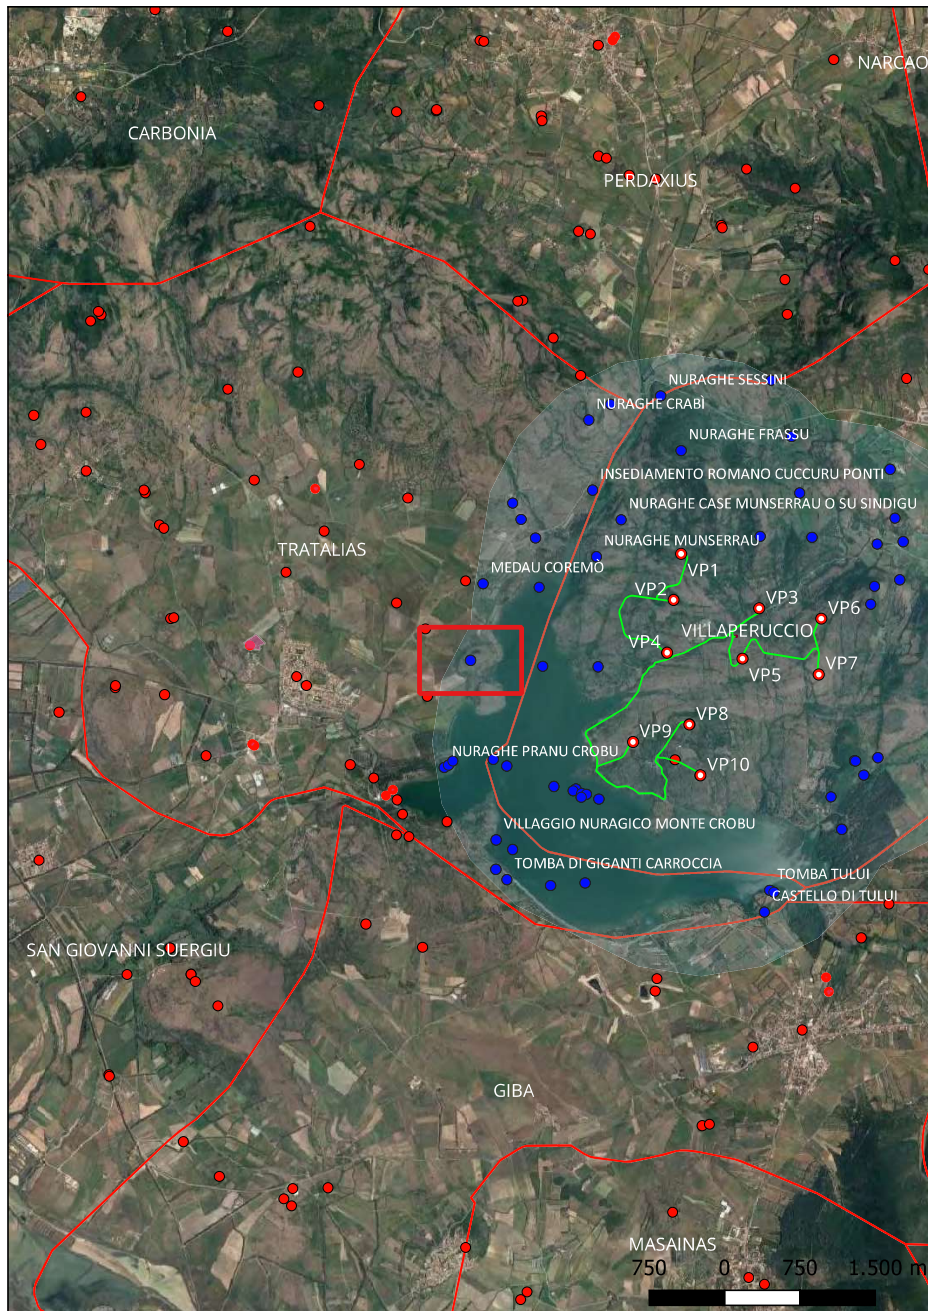 NARCAO
CARBONIA
PERDAXIUS
NURAGHE SESSINI
NURAGHE CRABÌ
NURAGHE FRASSU
INSEDIAMENTO ROMANO CUCCURU PONTI
NURAGHE CASE MUNSERRAU O SU SINDIGU
NURAGHE MUNSERRAU
TRATALIAS
MEDAU COREMÒ
VP1
VP2
VP3
VP6
VILLAPERUCCIO
VP4
VP5
VP7
VP8
VP9
NURAGHE PRANU CROBU
VP10
VILLAGGIO NURAGICO MONTE CROBU
TOMBA DI GIGANTI CARROCCIA
TOMBA TULUI
CASTELLO DI TULUI
SAN GIOVANNI SUERGIU
GIBA
MASAINAS
750 0 750 1.500 m